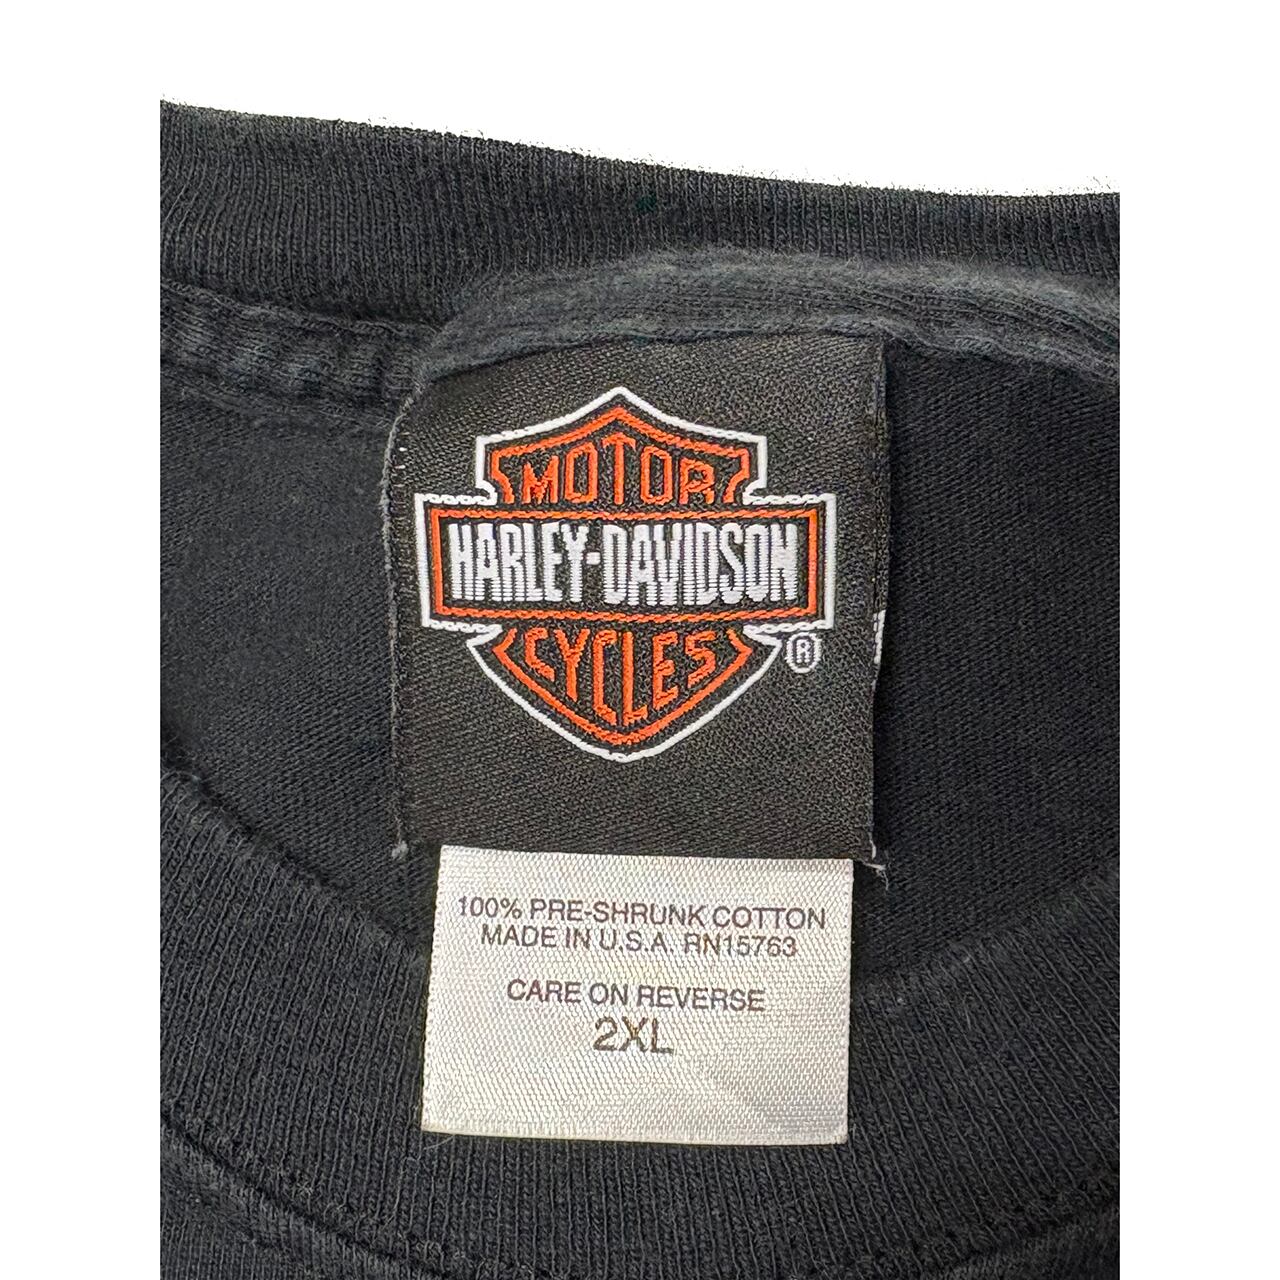 MOTOR
HARLEY-DAVIDSON
CYCLES
®
100% PRE-SHRUNK COTTON
MADE IN U.S.A. RN15763
CARE ON REVERSE
2XL